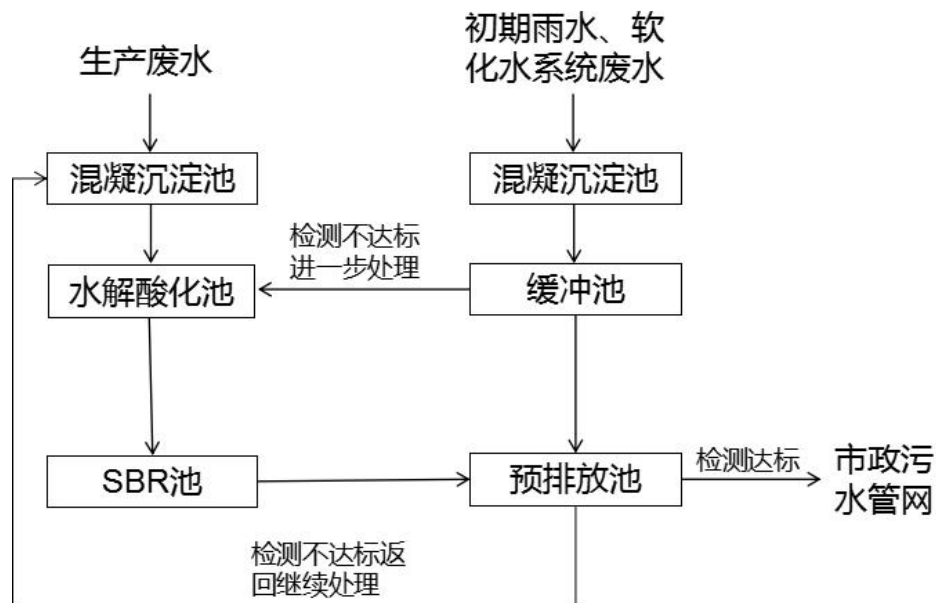 生产废水
初期雨水、软
化水系统废水
混凝沉淀池
混凝沉淀池
检测不达标
进一步处理
水解酸化池
缓冲池
SBR池
预排放池
检测达标
市政污
水管网
检测不达标返
回继续处理